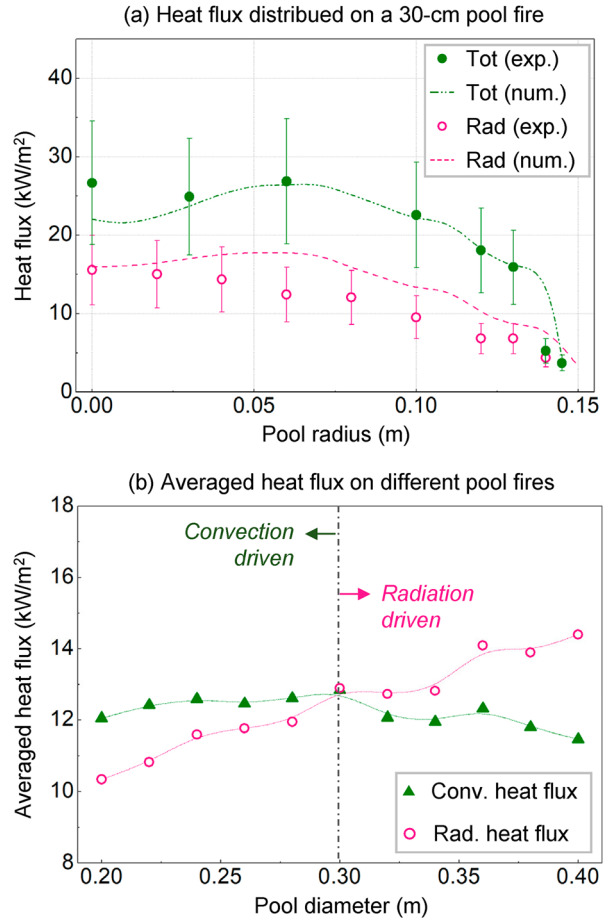 (a) Heat flux distribued on a 30-cm pool fire
Heat flux (kW/m²)
40
30
20
10
0
Tot (exp.)
Tot (num.)
Rad (exp.)
Rad (num.)
0.00
0.05
0.10
0.15
Pool radius (m)
(b) Averaged heat flux on different pool fires
Averaged heat flux (kW/m²)
18
16
14
12
10
8
Convection
driven
Radiation
driven
Conv. heat flux
Rad. heat flux
0.20
0.25
0.30
0.35
0.40
Pool diameter (m)